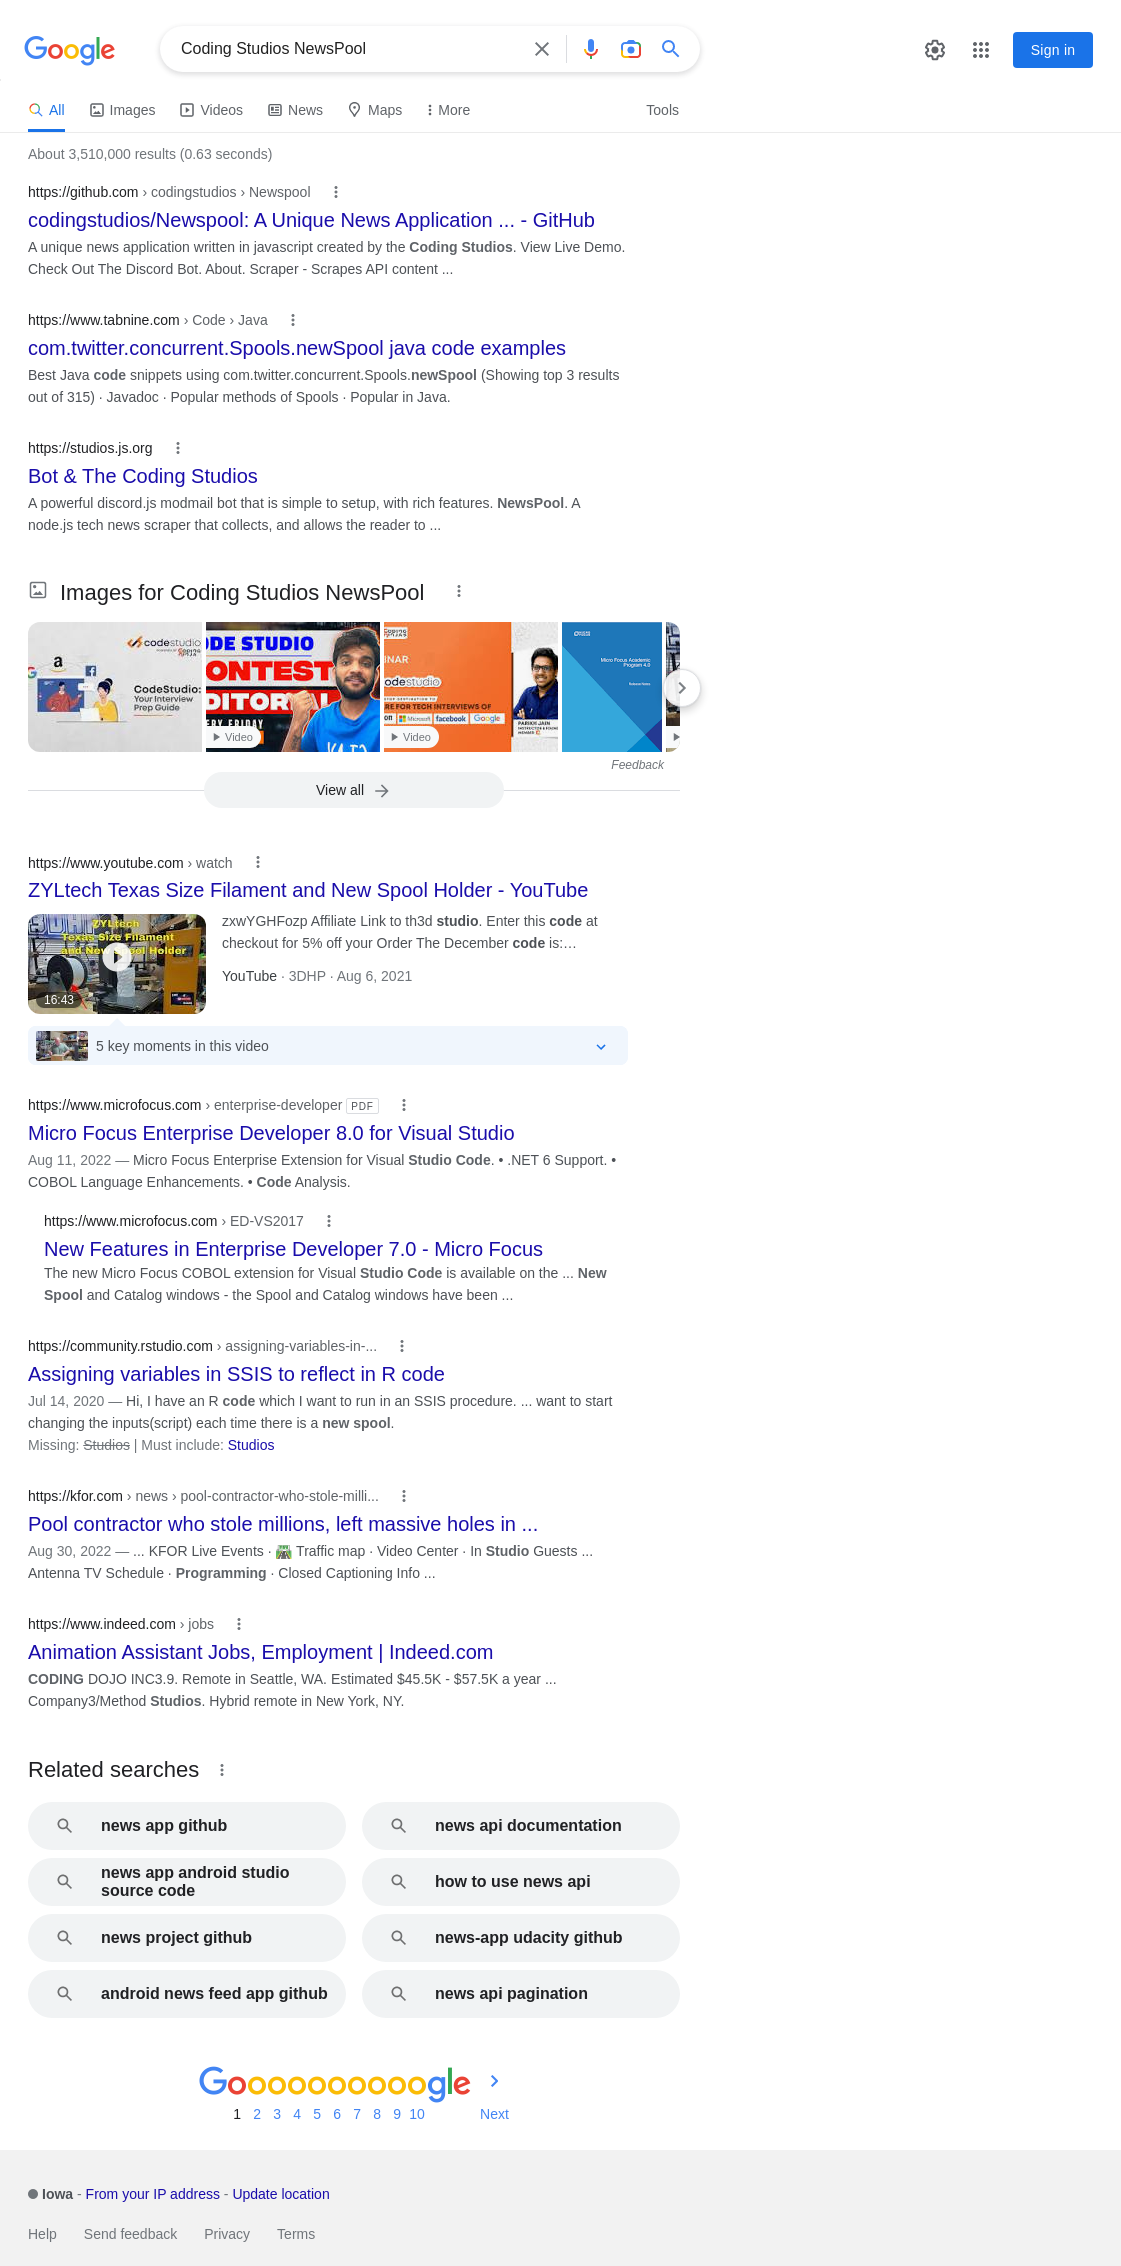 Google
Coding Studios NewsPool
Sign in
All Images Videos News Maps More Tools
About 3,510,000 results (0.63 seconds)
https://github.com › codingstudios › Newspool
codingstudios/Newspool: A Unique News Application ... - GitHub
A unique news application written in javascript created by the Coding Studios. View Live Demo.
Check Out The Discord Bot. About. Scraper - Scrapes API content ...
https://www.tabnine.com › Code › Java
com.twitter.concurrent.Spools.newSpool java code examples
Best Java code snippets using com.twitter.concurrent.Spools.newSpool (Showing top 3 results
out of 315) · Javadoc · Popular methods of Spools · Popular in Java.
https://studios.js.org
Bot & The Coding Studios
A powerful discord.js modmail bot that is simple to setup, with rich features. NewsPool. A
node.js tech news scraper that collects, and allows the reader to ...
Images for Coding Studios NewsPool
codestudio
CodeStudio:
Your Interview
Prep Guide
ODE STUDIO
ONTEST
DITORIAL
RY FRIDAY
Video
INAR
odestudio
RE FOR TECH INTERVIEWS OF
on Microsoft facebook Google
PARIKH JAIN
Video
Micro Focus Academic
Program 4.0
Feedback
View all
https://www.youtube.com › watch
ZYLtech Texas Size Filament and New Spool Holder - YouTube
ZYLtech
Texas Size Filament
and New Spool Holder
16:43
zxwYGHFozp Affiliate Link to th3d studio. Enter this code at
checkout for 5% off your Order The December code is:…
YouTube · 3DHP · Aug 6, 2021
5 key moments in this video
https://www.microfocus.com › enterprise-developer PDF
Micro Focus Enterprise Developer 8.0 for Visual Studio
Aug 11, 2022 — Micro Focus Enterprise Extension for Visual Studio Code. • .NET 6 Support. •
COBOL Language Enhancements. • Code Analysis.
https://www.microfocus.com › ED-VS2017
New Features in Enterprise Developer 7.0 - Micro Focus
The new Micro Focus COBOL extension for Visual Studio Code is available on the ... New
Spool and Catalog windows - the Spool and Catalog windows have been ...
https://community.rstudio.com › assigning-variables-in-...
Assigning variables in SSIS to reflect in R code
Jul 14, 2020 — Hi, I have an R code which I want to run in an SSIS procedure. ... want to start
changing the inputs(script) each time there is a new spool.
Missing: Studios | Must include: Studios
https://kfor.com › news › pool-contractor-who-stole-milli...
Pool contractor who stole millions, left massive holes in ...
Aug 30, 2022 — ... KFOR Live Events · 🛣️ Traffic map · Video Center · In Studio Guests ...
Antenna TV Schedule · Programming · Closed Captioning Info ...
https://www.indeed.com › jobs
Animation Assistant Jobs, Employment | Indeed.com
CODING DOJO INC3.9. Remote in Seattle, WA. Estimated $45.5K - $57.5K a year ...
Company3/Method Studios. Hybrid remote in New York, NY.
Related searches
news app github
news api documentation
news app android studio
source code
how to use news api
news project github
news-app udacity github
android news feed app github
news api pagination
Goooooooooogle
1 2 3 4 5 6 7 8 9 10 Next
Iowa - From your IP address - Update location
Help Send feedback Privacy Terms